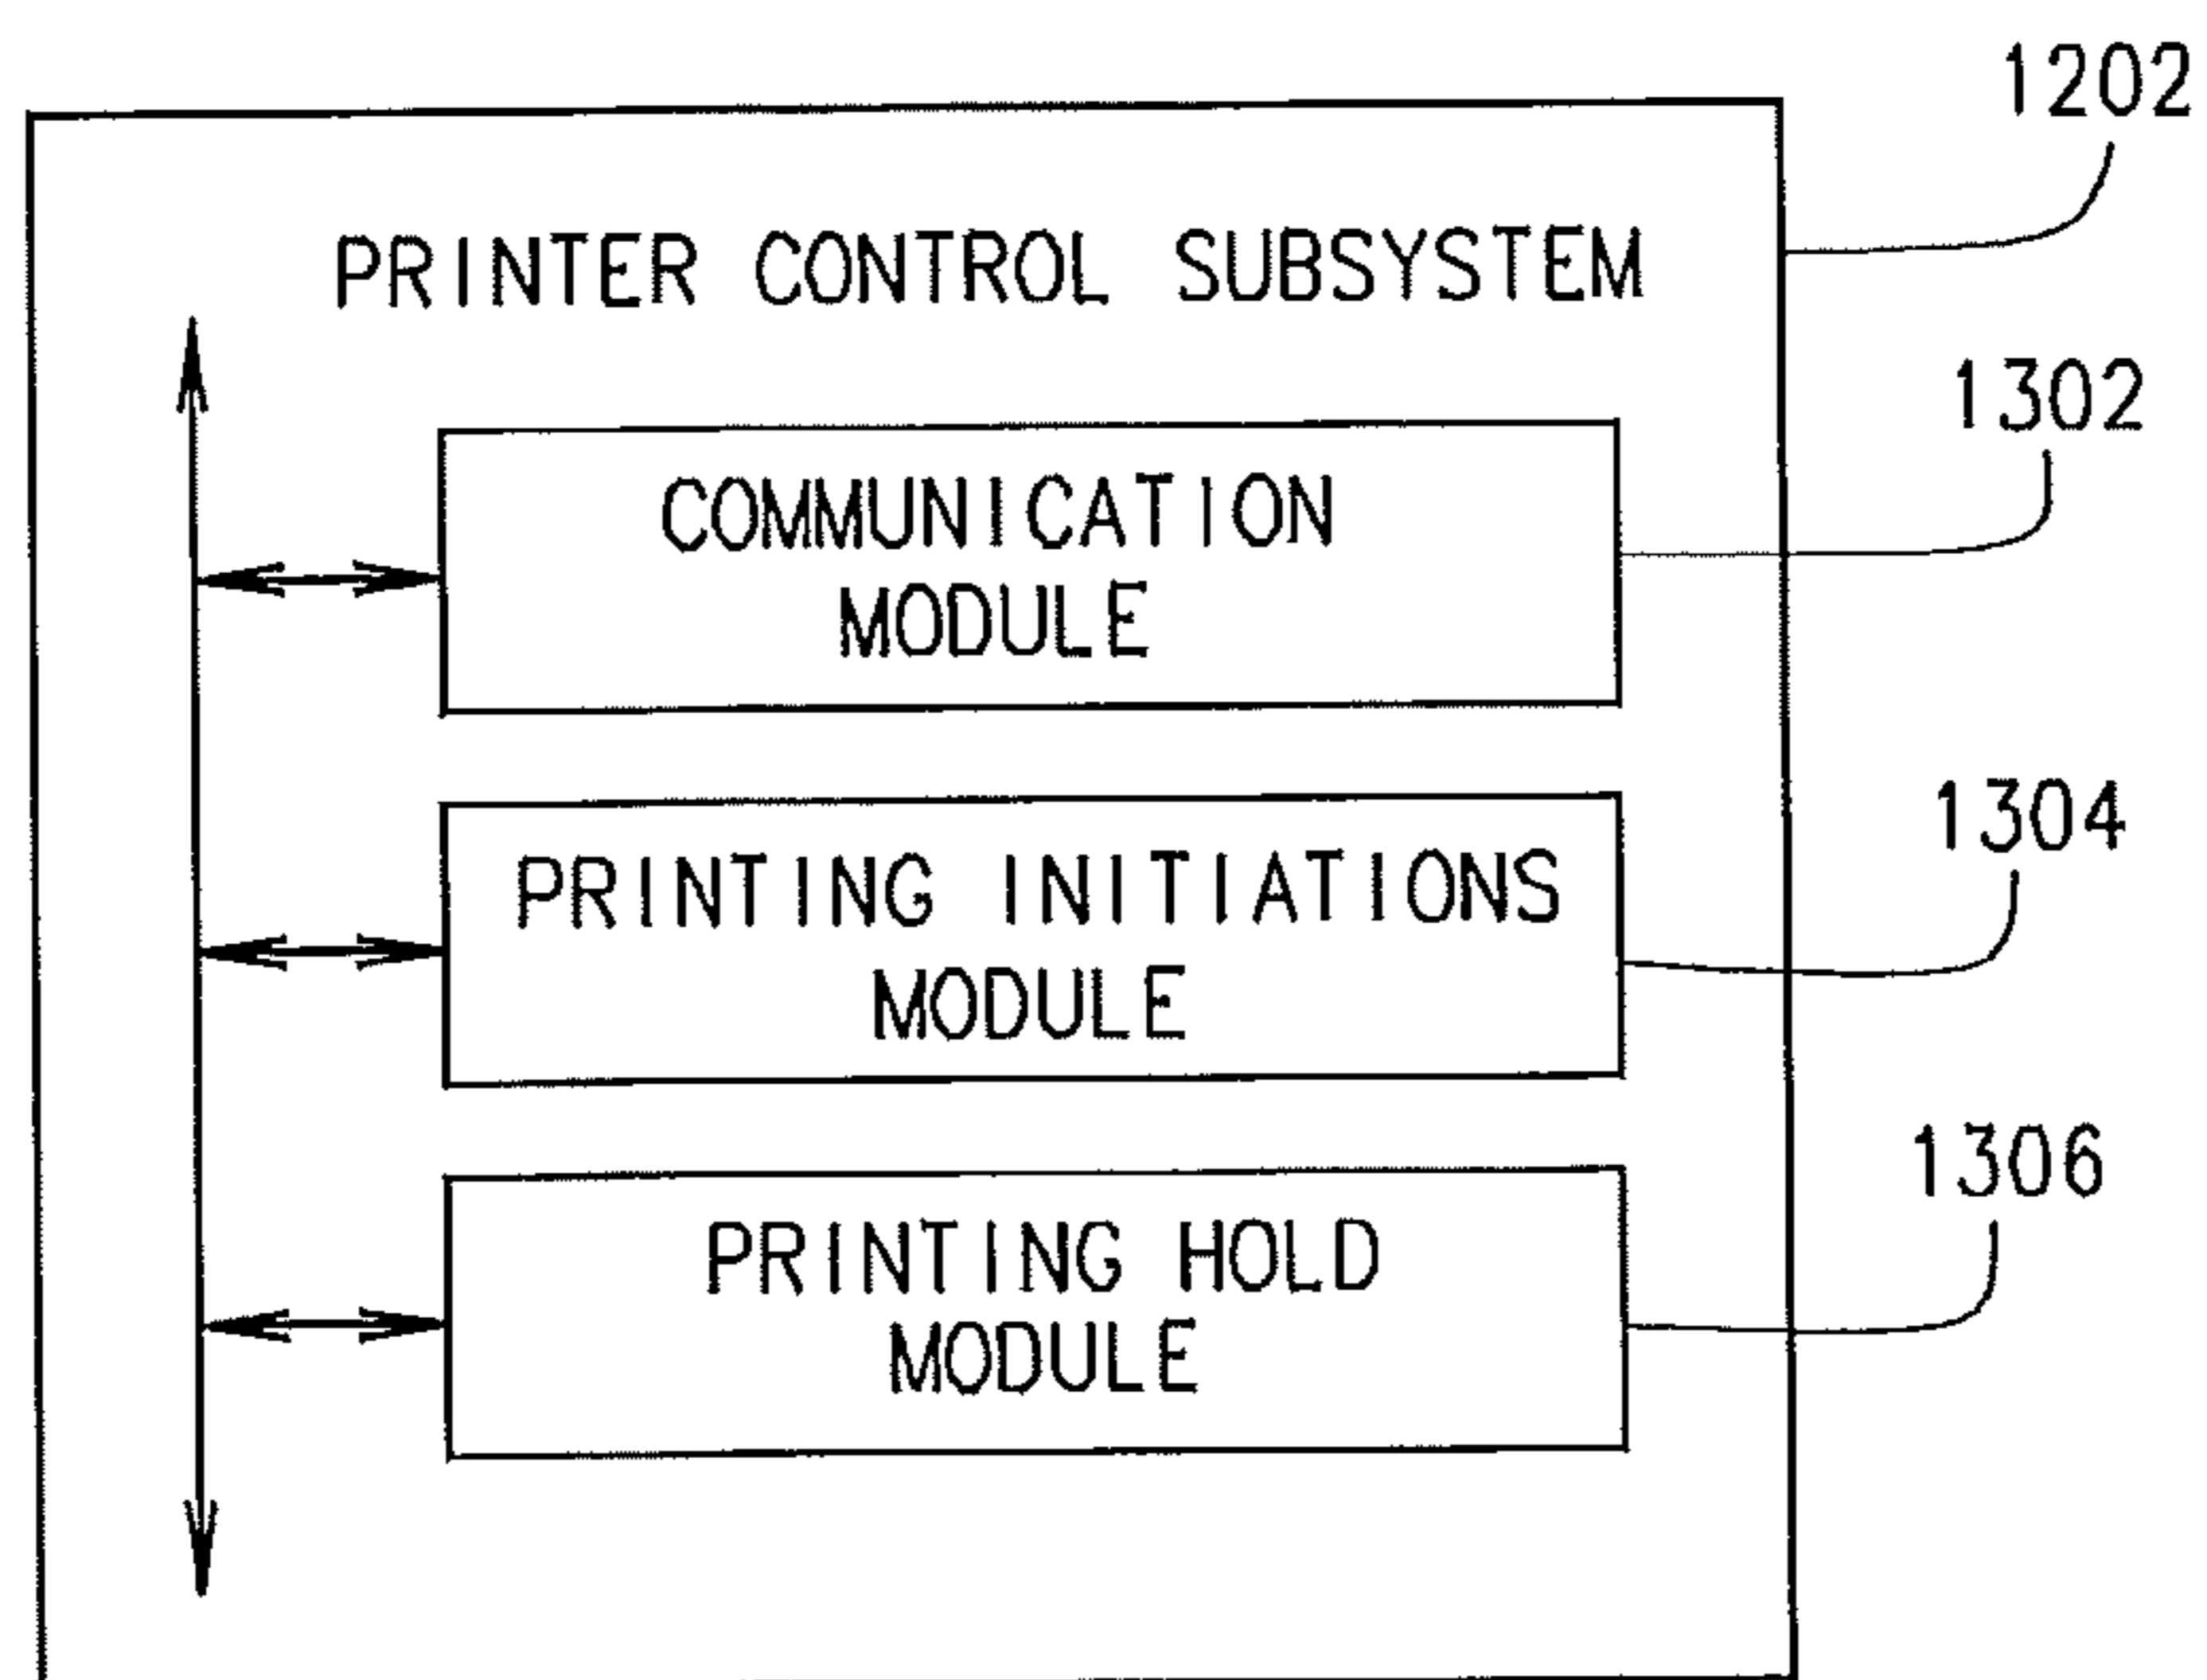 1202
PRINTER CONTROL SUBSYSTEM
1302
COMMUNICATION
MODULE
1304
PRINTING INITIATIONS
MODULE
1306
PRINTING HOLD
MODULE